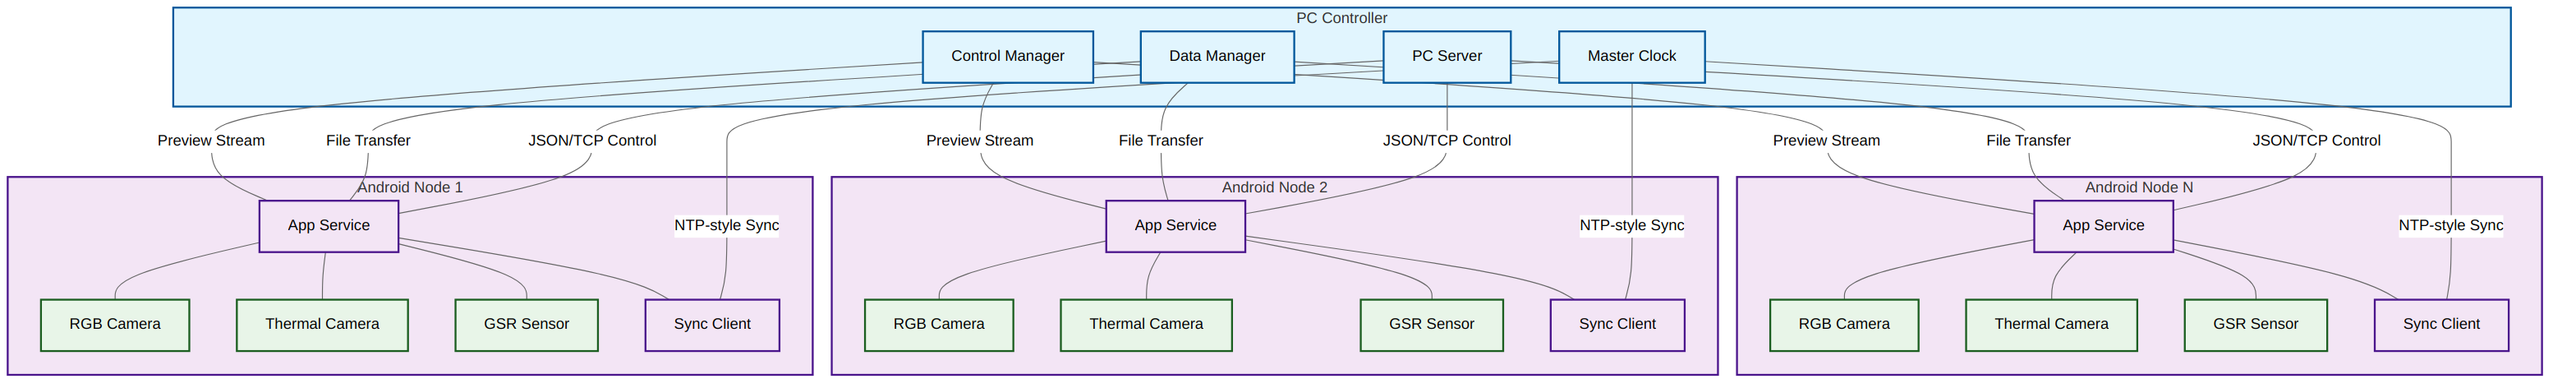 PC Controller
Control Manager
Data Manager
PC Server
Master Clock
Preview Stream
File Transfer
JSON/TCP Control
Preview Stream
File Transfer
JSON/TCP Control
Preview Stream
File Transfer
JSON/TCP Control
Android Node 1
Android Node 2
Android Node N
App Service
NTP-style Sync
App Service
NTP-style Sync
App Service
NTP-style Sync
RGB Camera
Thermal Camera
GSR Sensor
Sync Client
RGB Camera
Thermal Camera
GSR Sensor
Sync Client
RGB Camera
Thermal Camera
GSR Sensor
Sync Client